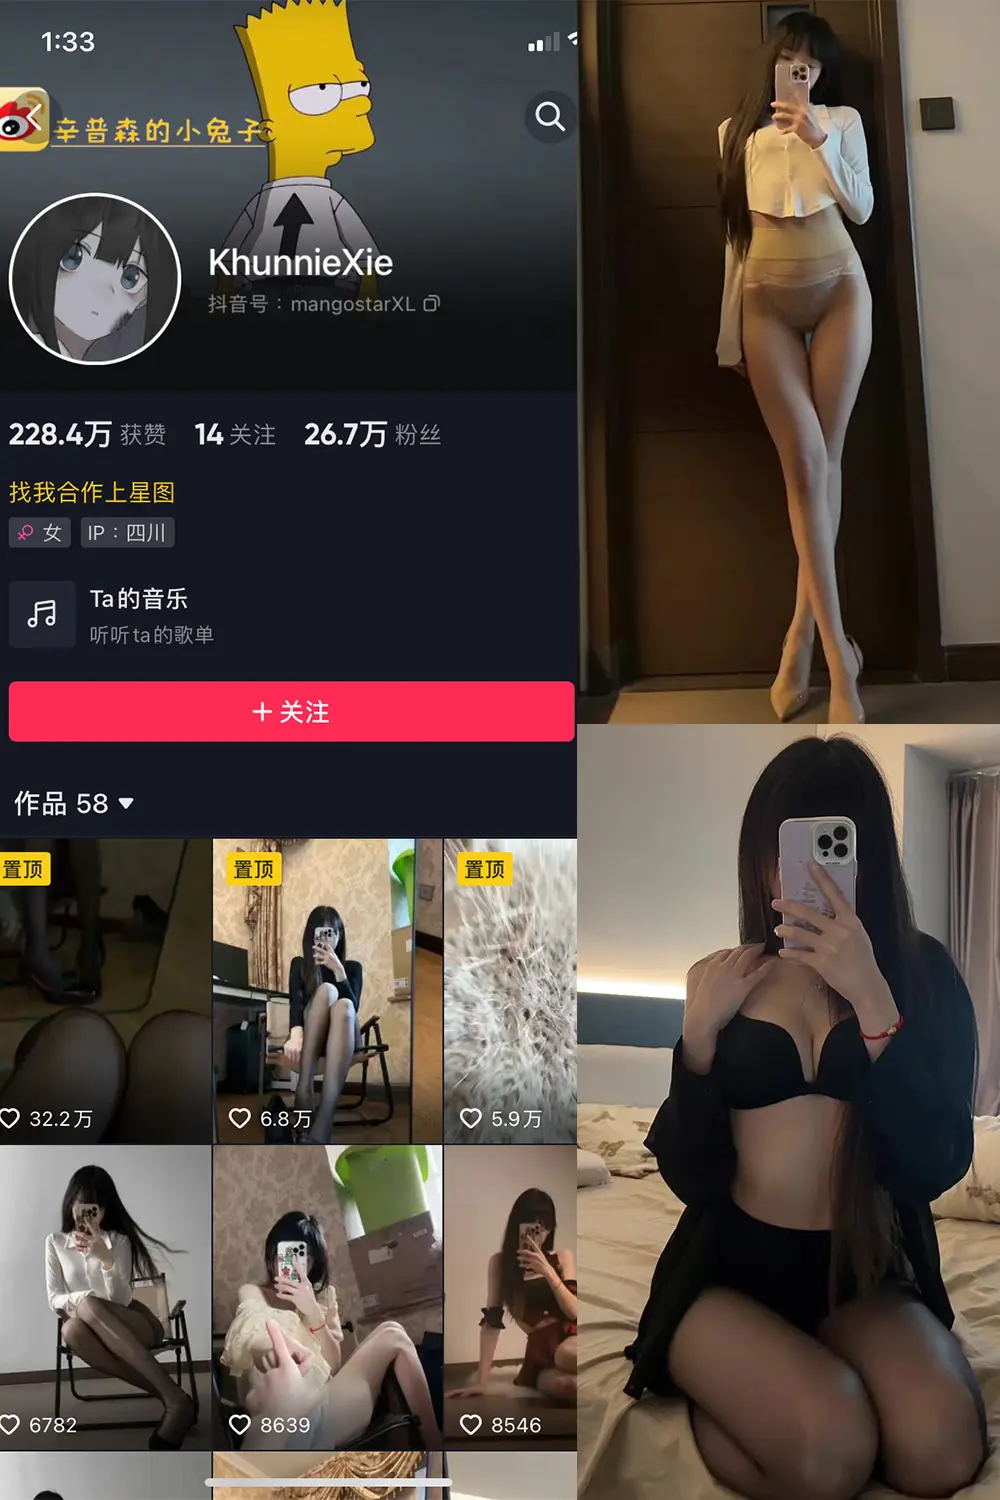 1:33
辛普森的小兔子
KhunnieXie
抖音号：mangostarXL
228.4万 获赞 14 关注 26.7万 粉丝
找我合作上星图
女 IP：四川
Ta的音乐
听听ta的歌单
+ 关注
作品 58
置顶 置顶 置顶
32.2万 6.8万 5.9万
6782 8639 8546